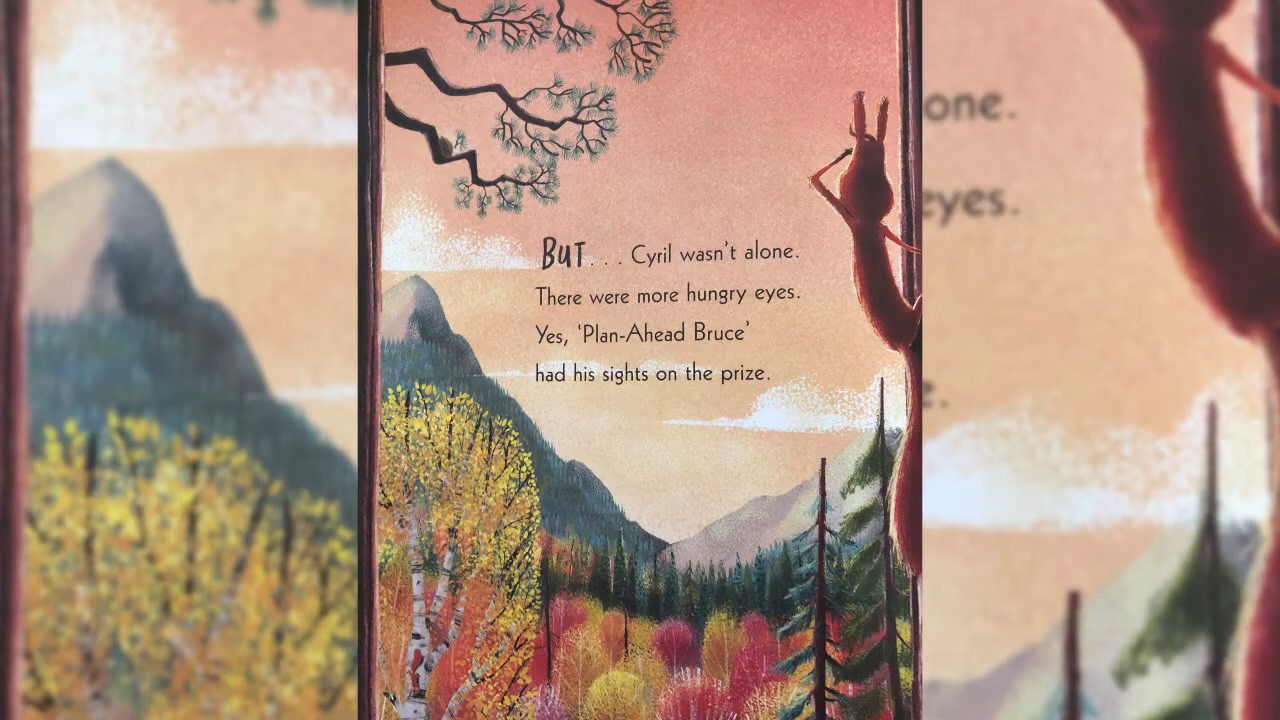 BUT... Cyril wasn't alone.
There were more hungry eyes.
Yes, 'Plan-Ahead Bruce'
had his sights on the prize.